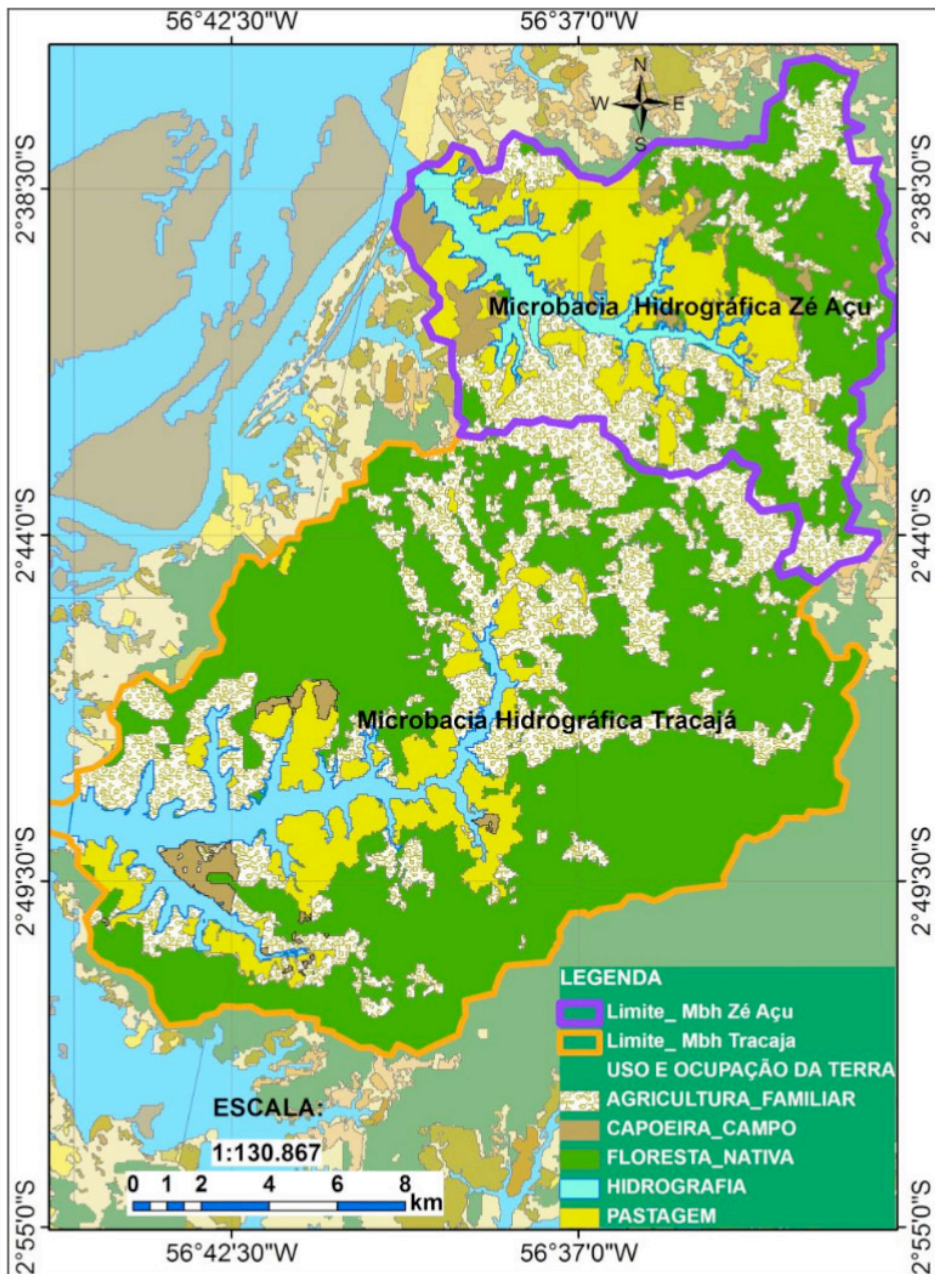 56°42'30"W 56°37'0"W
N
W E
S
2°38'30"S 2°38'30"S
Microbacia Hidrográfica Zé Açu
2°44'0"S 2°44'0"S
Microbacia Hidrográfica Tracajá
2°49'30"S 2°49'30"S
LEGENDA
Limite_ Mbh Zé Açu
Limite_ Mbh Tracaja
USO E OCUPAÇÃO DA TERRA
AGRICULTURA_FAMILIAR
CAPOEIRA_CAMPO
FLORESTA_NATIVA
HIDROGRAFIA
PASTAGEM
ESCALA:
1:130.867
0 1 2 4 6 8
km
2°55'0"S 2°55'0"S
56°42'30"W 56°37'0"W